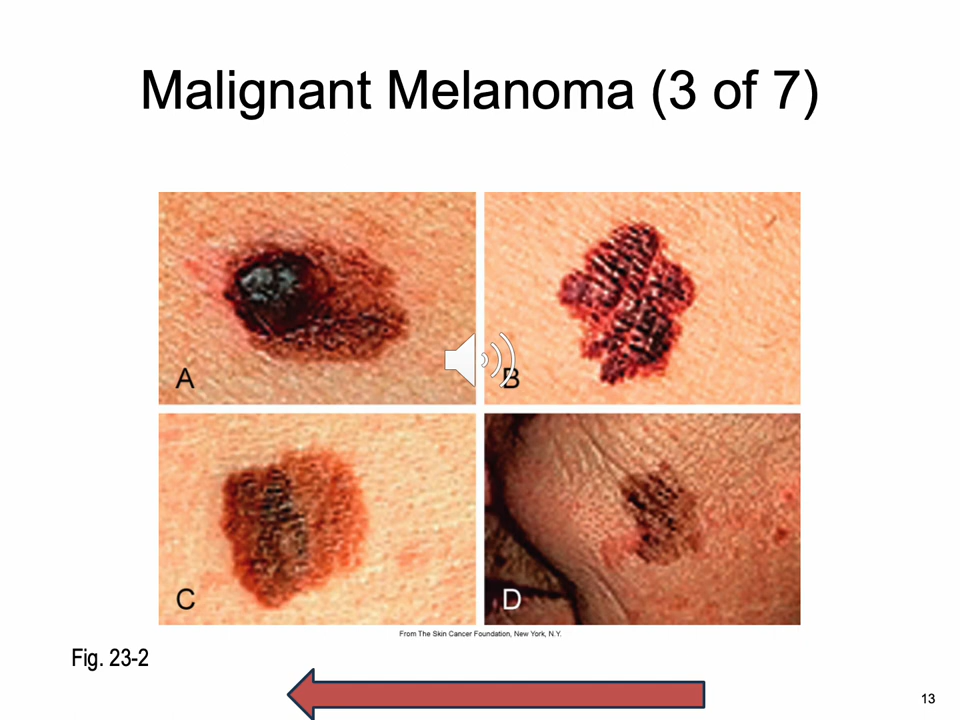 Malignant Melanoma (3 of 7)
A
B
C
D
From The Skin Cancer Foundation, New York, N.Y.
Fig. 23-2
13